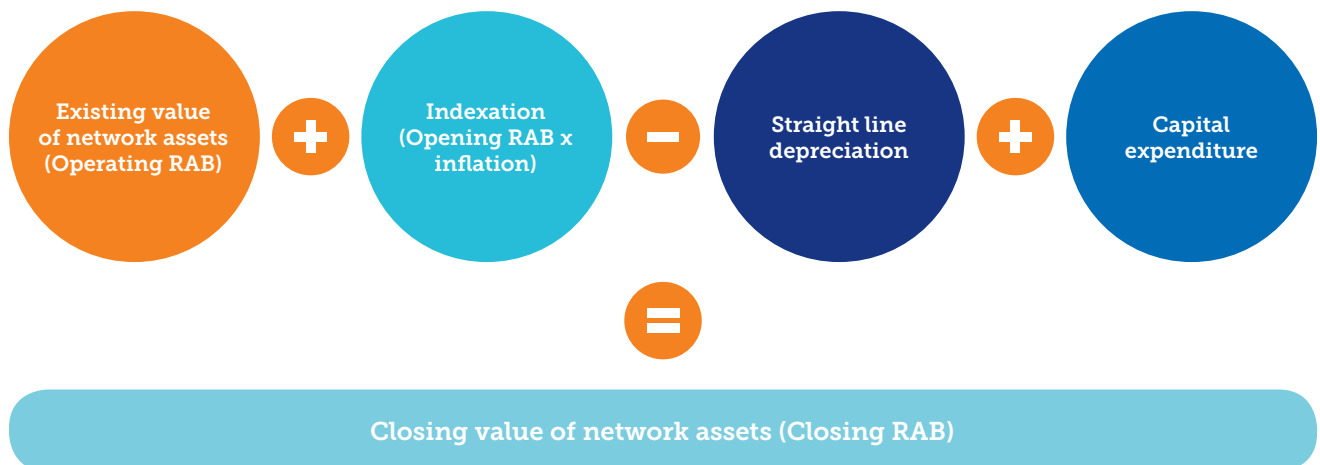 Existing value
of network assets
(Operating RAB)
+
Indexation
(Opening RAB x
inflation)
–
Straight line
depreciation
+
Capital
expenditure
=
Closing value of network assets (Closing RAB)